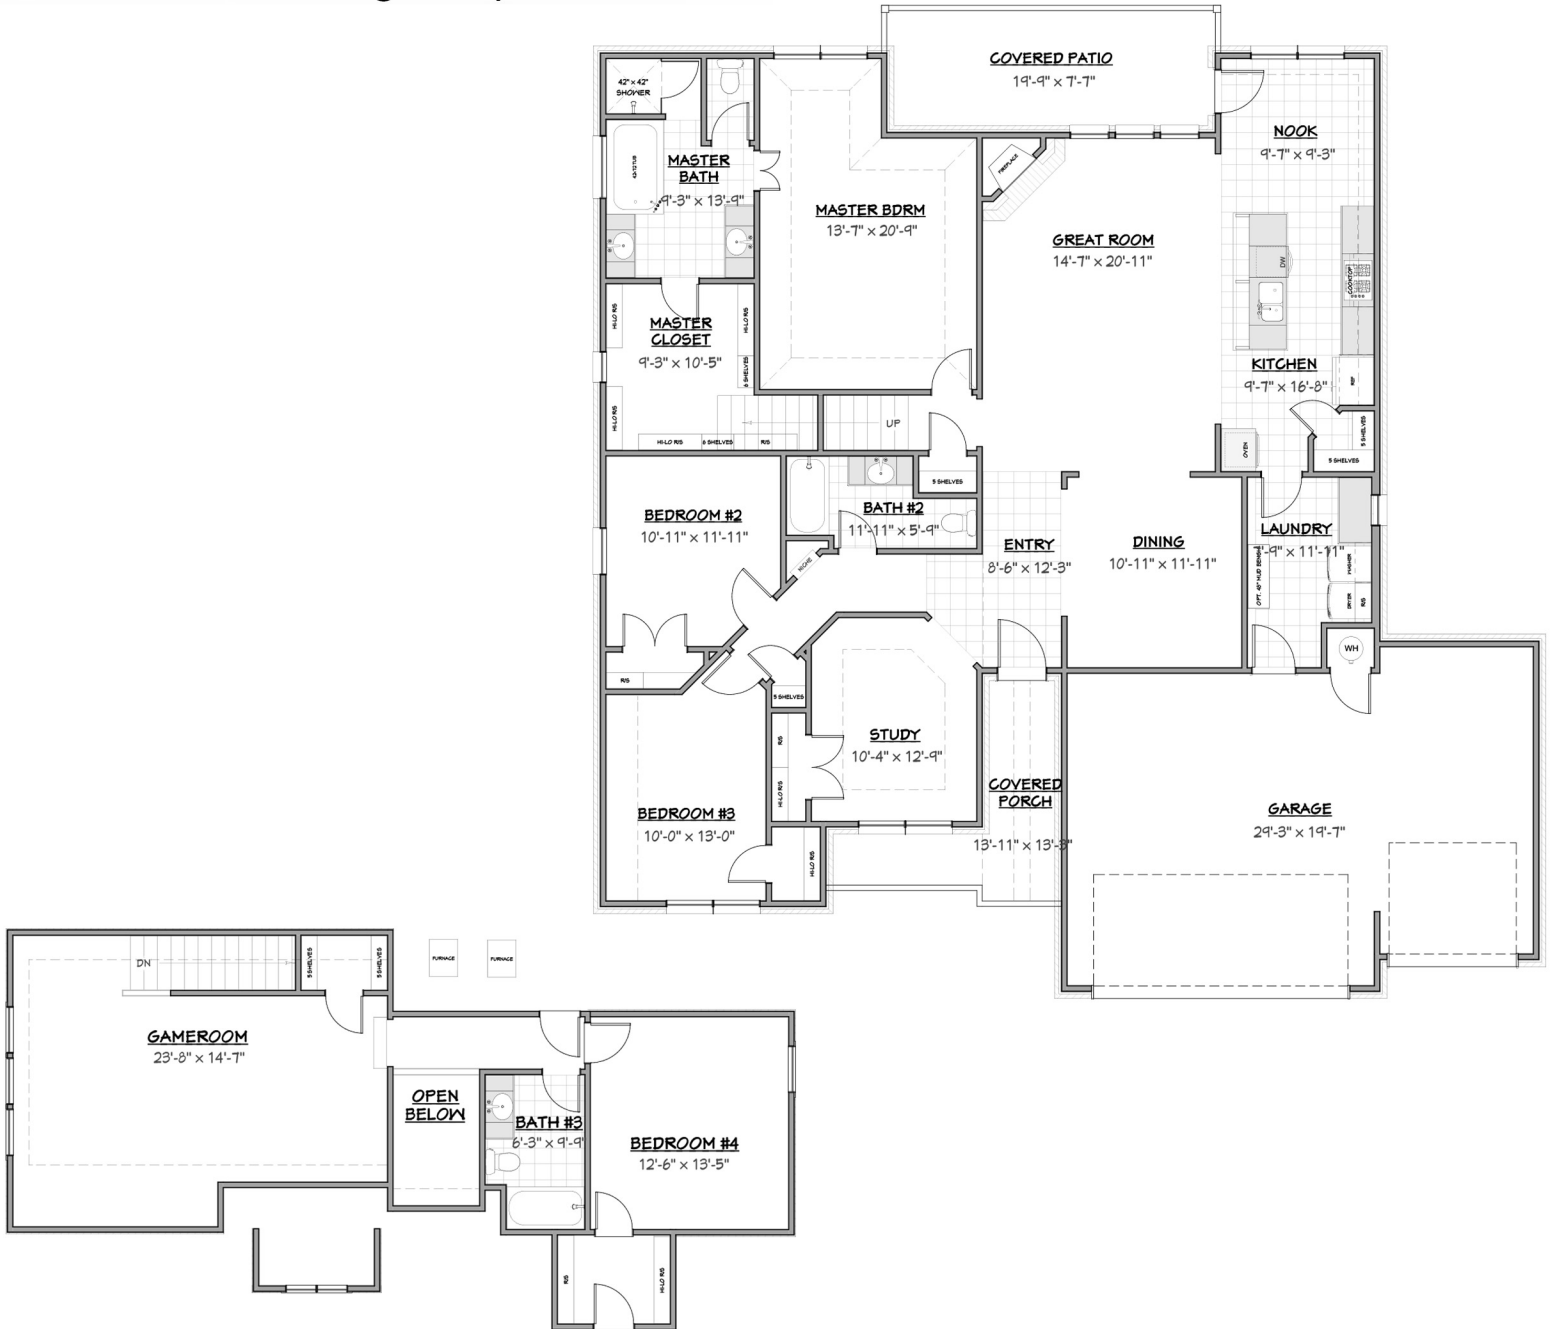 COVERED PATIO
19'-9" x 7'-7"
42" x 42"
SHOWER
NOOK
9'-7" x 9'-3"
FIREPLACE
MASTER
BATH
9'-3" x 13'-9"
MASTER BDRM
13'-7" x 20'-9"
GREAT ROOM
14'-7" x 20'-11"
DW
COOKTOP
HI-LO R/S
HI-LO R/S
MASTER
CLOSET
9'-3" x 10'-5"
6 SHELVES
KITCHEN
9'-7" x 16'-8"
REF
HI-LO R/S
UP
HI-LO R/S
6 SHELVES
R/S
OVEN
5 SHELVES
5 SHELVES
5 SHELVES
BEDROOM #2
10'-11" x 11'-11"
BATH #2
11'-11" x 5'-9"
ENTRY
8'-6" x 12'-3"
DINING
10'-11" x 11'-11"
LAUNDRY
-9" x 11'-11"
NICHE
WASHER
DRYER
R/S
WH
R/S
5 SHELVES
STUDY
10'-4" x 12'-9"
R/S
HI-LO R/S
COVERED
PORCH
13'-11" x 13'-3"
BEDROOM #3
10'-0" x 13'-0"
HI-LO R/S
GARAGE
29'-3" x 19'-7"
DN
5 SHELVES
5 SHELVES
FURNACE
FURNACE
GAMEROOM
23'-8" x 14'-7"
OPEN
BELOW
BATH #3
6'-3" x 9'-9"
BEDROOM #4
12'-6" x 13'-5"
R/S
HI-LO R/S